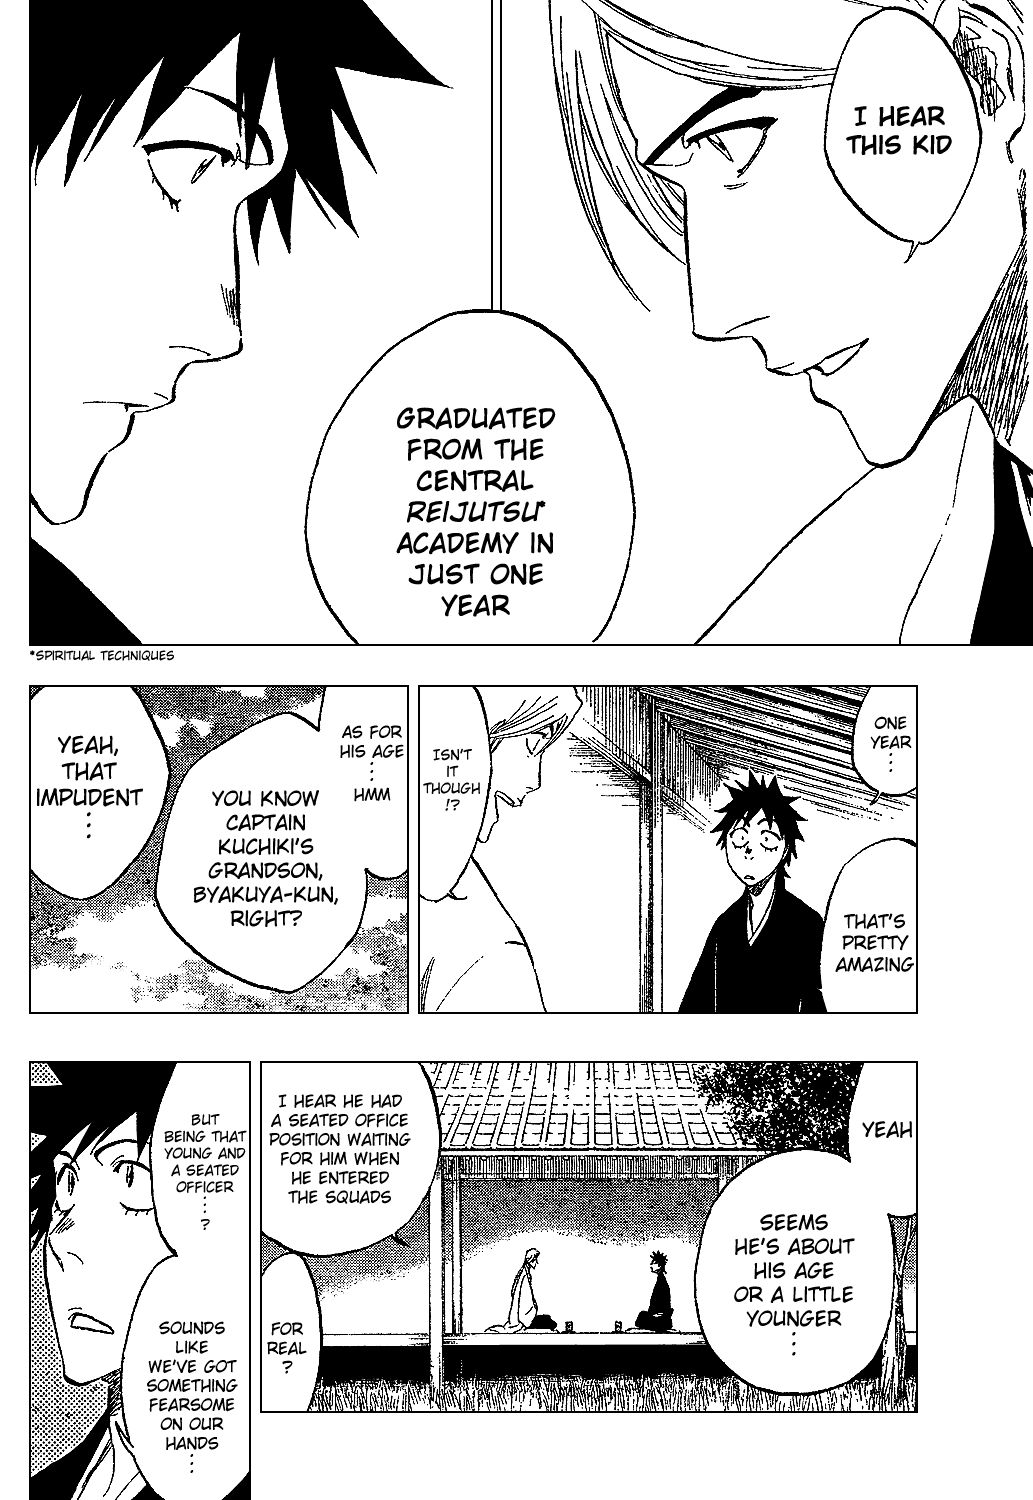 I HEAR
THIS KID
GRADUATED
FROM THE
CENTRAL
REIJUTSU*
ACADEMY IN
JUST ONE
YEAR
*SPIRITUAL TECHNIQUES
ONE
YEAR
...
THAT'S
PRETTY
AMAZING
ISN'T
IT
THOUGH
!?
AS FOR
HIS AGE
...
HMM
YOU KNOW
CAPTAIN
KUCHIKI'S
GRANDSON,
BYAKUYA-KUN,
RIGHT?
YEAH,
THAT
IMPUDENT
...
YEAH
SEEMS
HE'S ABOUT
HIS AGE
OR A LITTLE
YOUNGER
...
I HEAR HE HAD
A SEATED OFFICE
POSITION WAITING
FOR HIM WHEN
HE ENTERED
THE SQUADS
FOR
REAL
?
BUT
BEING THAT
YOUNG AND
A SEATED
OFFICER
...
?
SOUNDS
LIKE
WE'VE GOT
SOMETHING
FEARSOME
ON OUR
HANDS
...